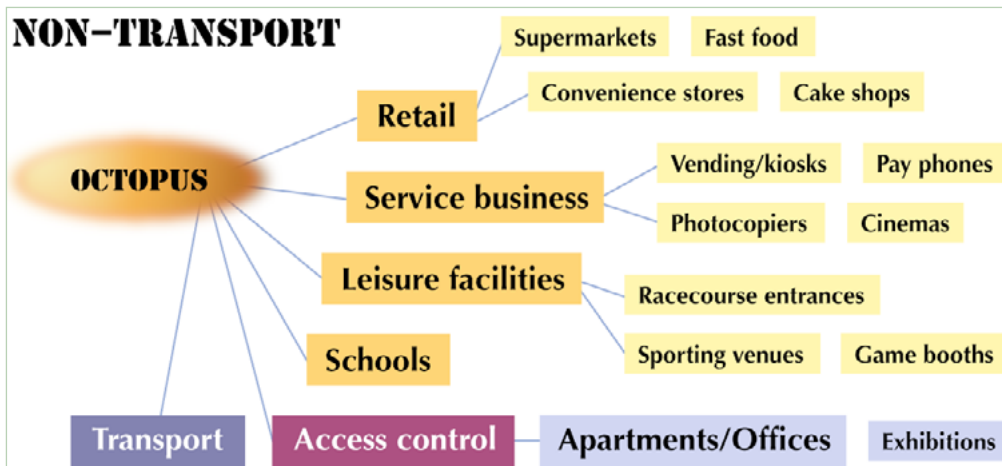 NON-TRANSPORT
Supermarkets Fast food
Convenience stores Cake shops
Retail
OCTOPUS
Vending/kiosks Pay phones
Service business
Photocopiers Cinemas
Leisure facilities
Racecourse entrances
Schools
Sporting venues Game booths
Transport Access control Apartments/Offices Exhibitions